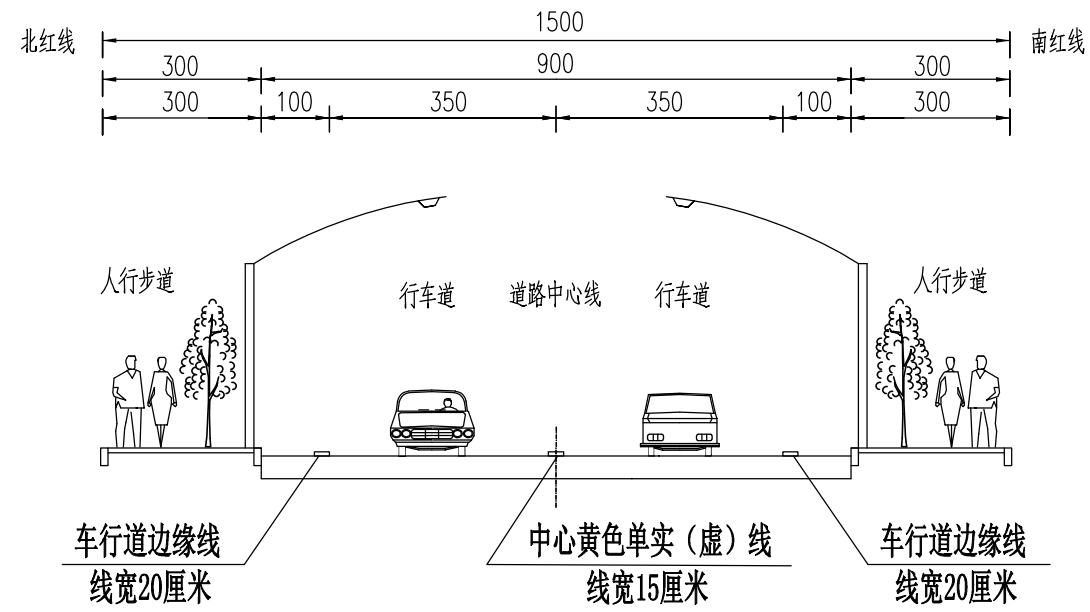 1500
北红线
南红线
300
900
300
300
100
350
350
100
300
人行步道
行车道
道路中心线
行车道
人行步道
车行道边缘线
线宽20厘米
中心黄色单实（虚）线
线宽15厘米
车行道边缘线
线宽20厘米